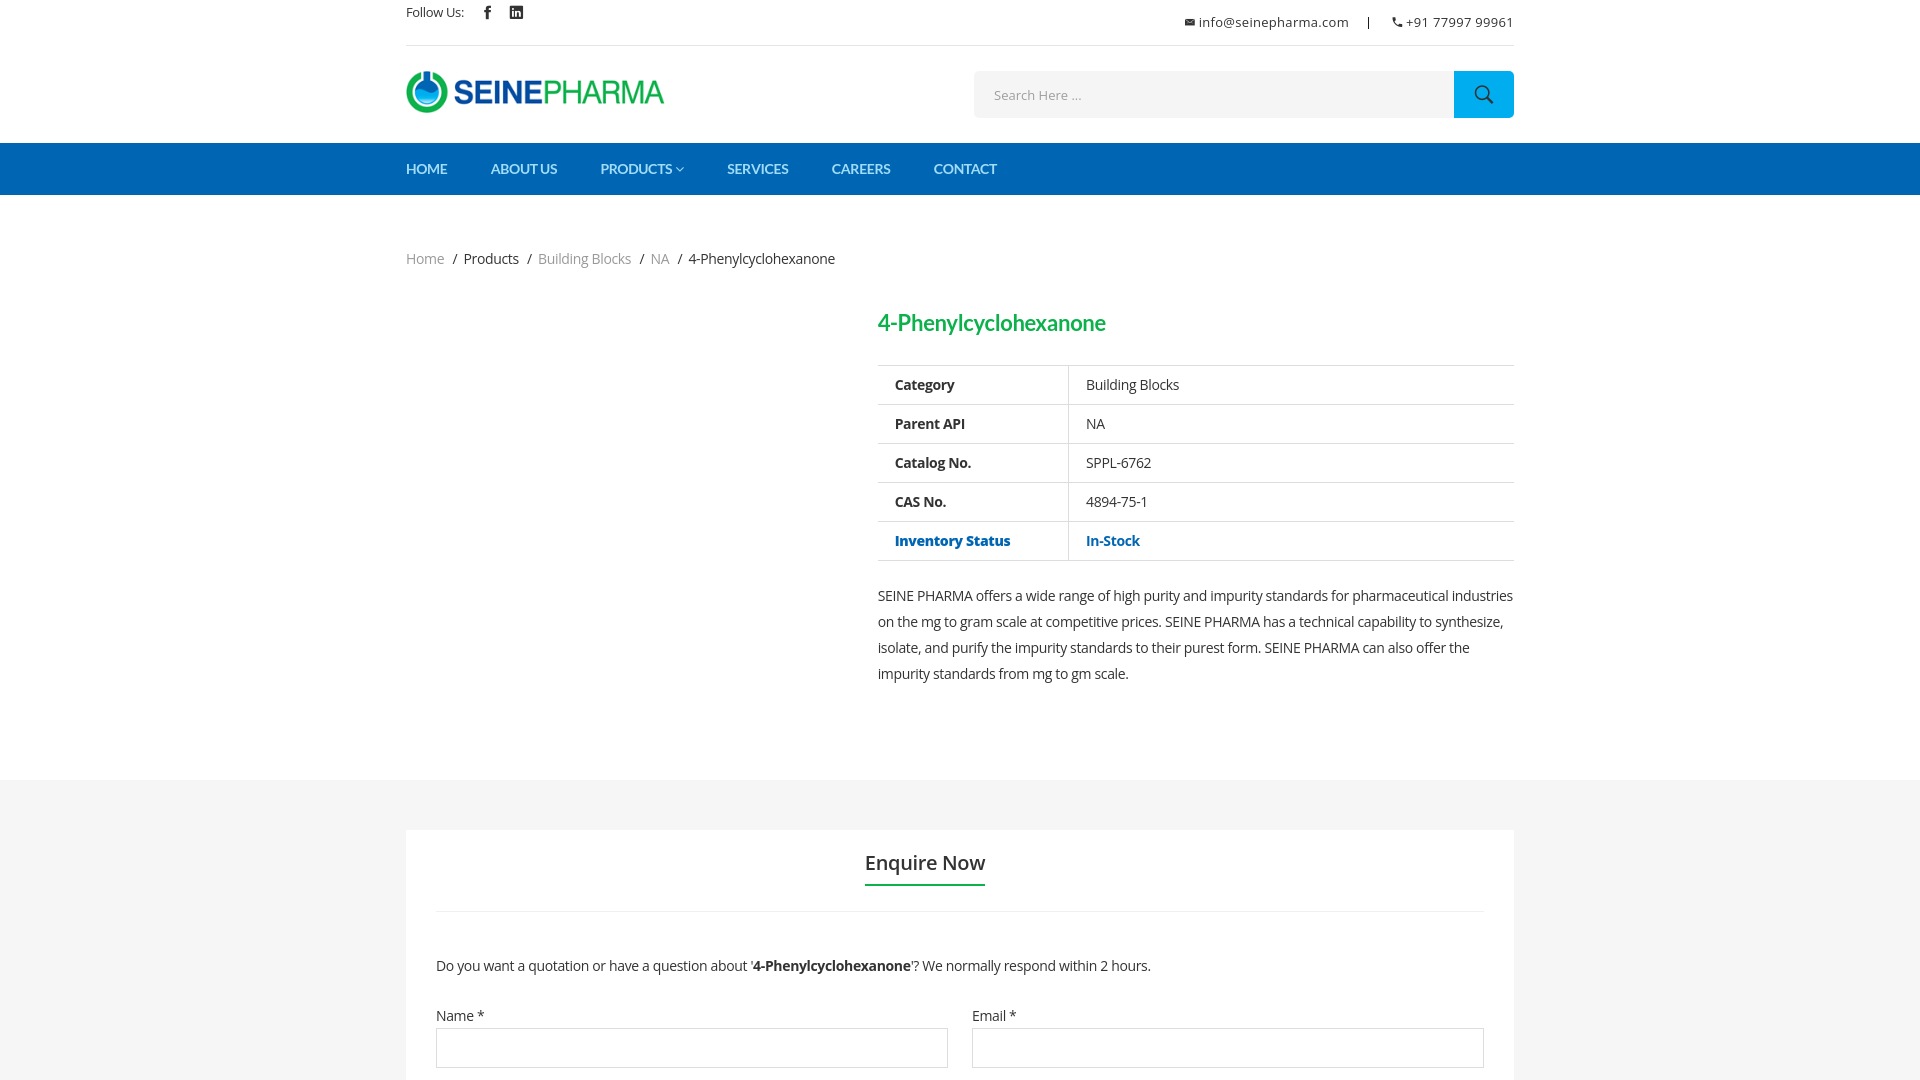 Follow Us:
info@seinepharma.com | +91 77997 99961
SEINEPHARMA
Search Here ...
HOME ABOUT US PRODUCTS SERVICES CAREERS CONTACT
Home / Products / Building Blocks / NA / 4-Phenylcyclohexanone
4-Phenylcyclohexanone
Category Building Blocks
Parent API NA
Catalog No. SPPL-6762
CAS No. 4894-75-1
Inventory Status In-Stock
SEINE PHARMA offers a wide range of high purity and impurity standards for pharmaceutical industries
on the mg to gram scale at competitive prices. SEINE PHARMA has a technical capability to synthesize,
isolate, and purify the impurity standards to their purest form. SEINE PHARMA can also offer the
impurity standards from mg to gm scale.
Enquire Now
Do you want a quotation or have a question about '4-Phenylcyclohexanone'? We normally respond within 2 hours.
Name * Email *